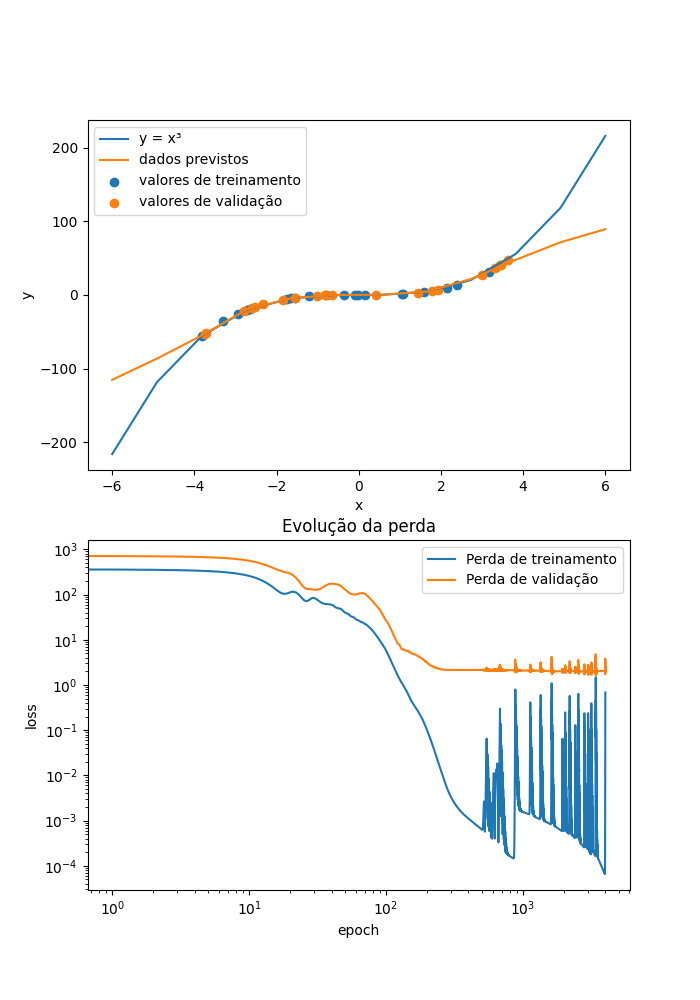 y = x³
dados previstos
valores de treinamento
valores de validação
200
100
0
−100
−200
y
−6 −4 −2 0 2 4 6
x
Evolução da perda
Perda de treinamento
Perda de validação
10³
10²
10¹
10⁰
10⁻¹
10⁻²
10⁻³
10⁻⁴
loss
10⁰ 10¹ 10² 10³
epoch